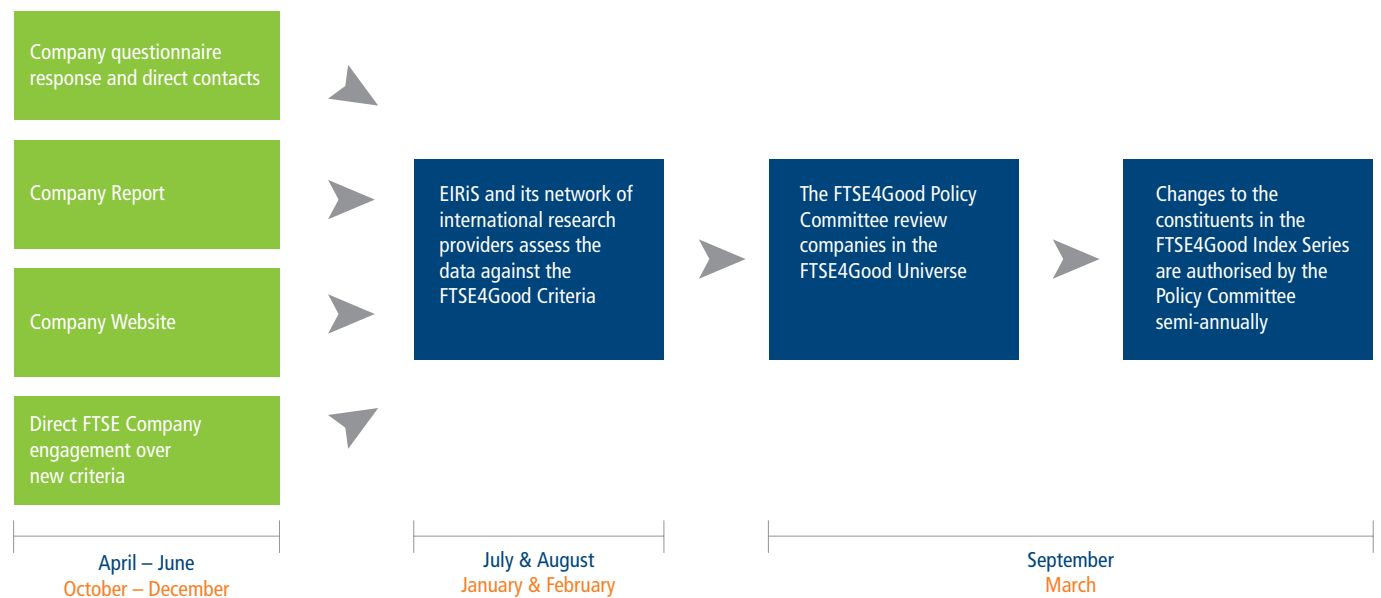 Company questionnaire
response and direct contacts
Company Report
Company Website
Direct FTSE Company
engagement over
new criteria
EIRiS and its network of
international research
providers assess the
data against the
FTSE4Good Criteria
The FTSE4Good Policy
Committee review
companies in the
FTSE4Good Universe
Changes to the
constituents in the
FTSE4Good Index Series
are authorised by the
Policy Committee
semi-annually
April – June
October – December
July & August
January & February
September
March